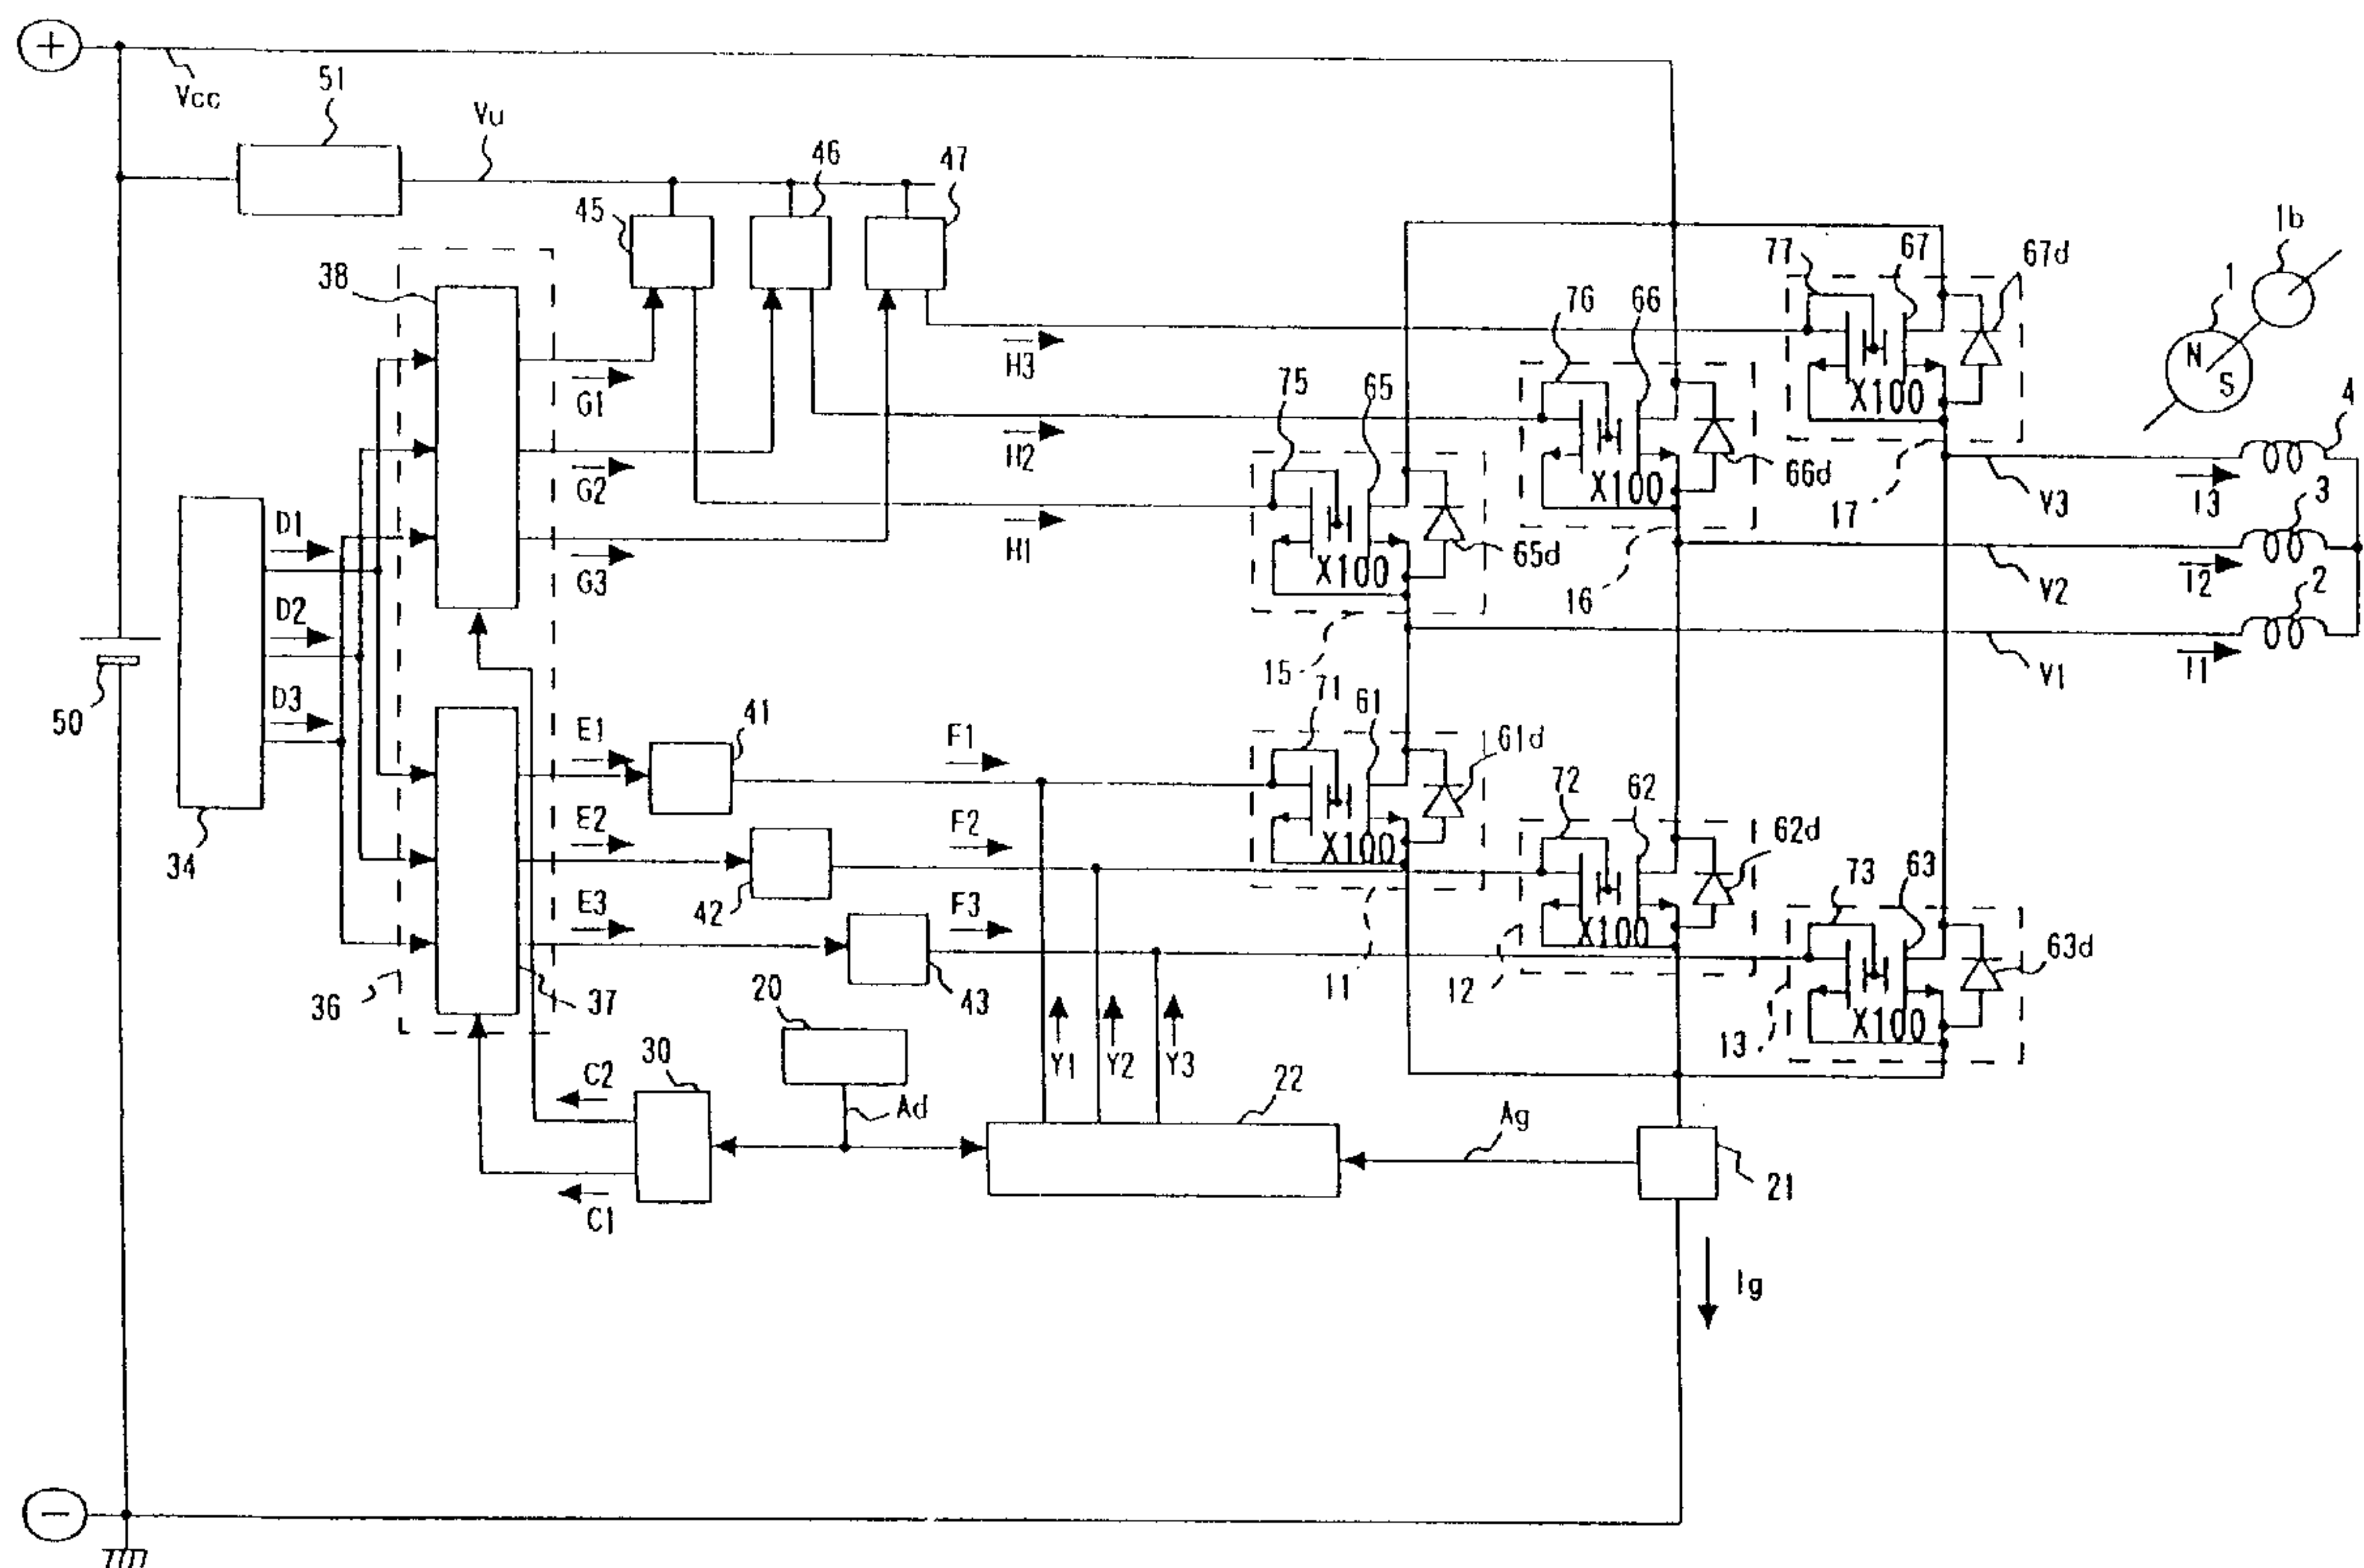 +
Vcc
51
Vu
45
46
47
38
G1
G2
G3
H3
H2
H1
75
65
X100
65d
15
76
66
X100
66d
16
77
67
X100
67d
17
1b
1
N
S
4
3
2
V3
V2
V1
I3
I2
I1
34
D1
D2
D3
50
36
37
E1
E2
E3
41
42
43
F1
F2
F3
71
61
X100
61d
11
72
62
X100
62d
12
73
63
X100
63d
13
Y1
Y2
Y3
20
Ad
30
C2
C1
22
Ag
21
Ig
−